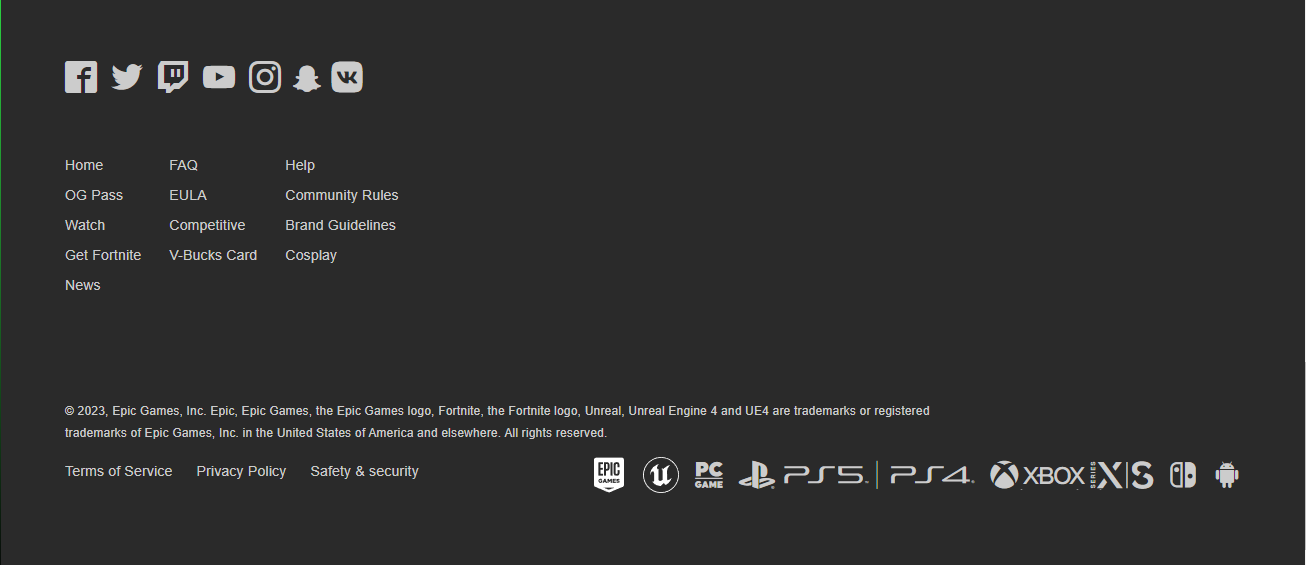 Home FAQ Help
OG Pass EULA Community Rules
Watch Competitive Brand Guidelines
Get Fortnite V-Bucks Card Cosplay
News
© 2023, Epic Games, Inc. Epic, Epic Games, the Epic Games logo, Fortnite, the Fortnite logo, Unreal, Unreal Engine 4 and UE4 are trademarks or registered
trademarks of Epic Games, Inc. in the United States of America and elsewhere. All rights reserved.
Terms of Service Privacy Policy Safety & security
EPIC GAMES PC GAME PS5 PS4 XBOX SERIES X|S